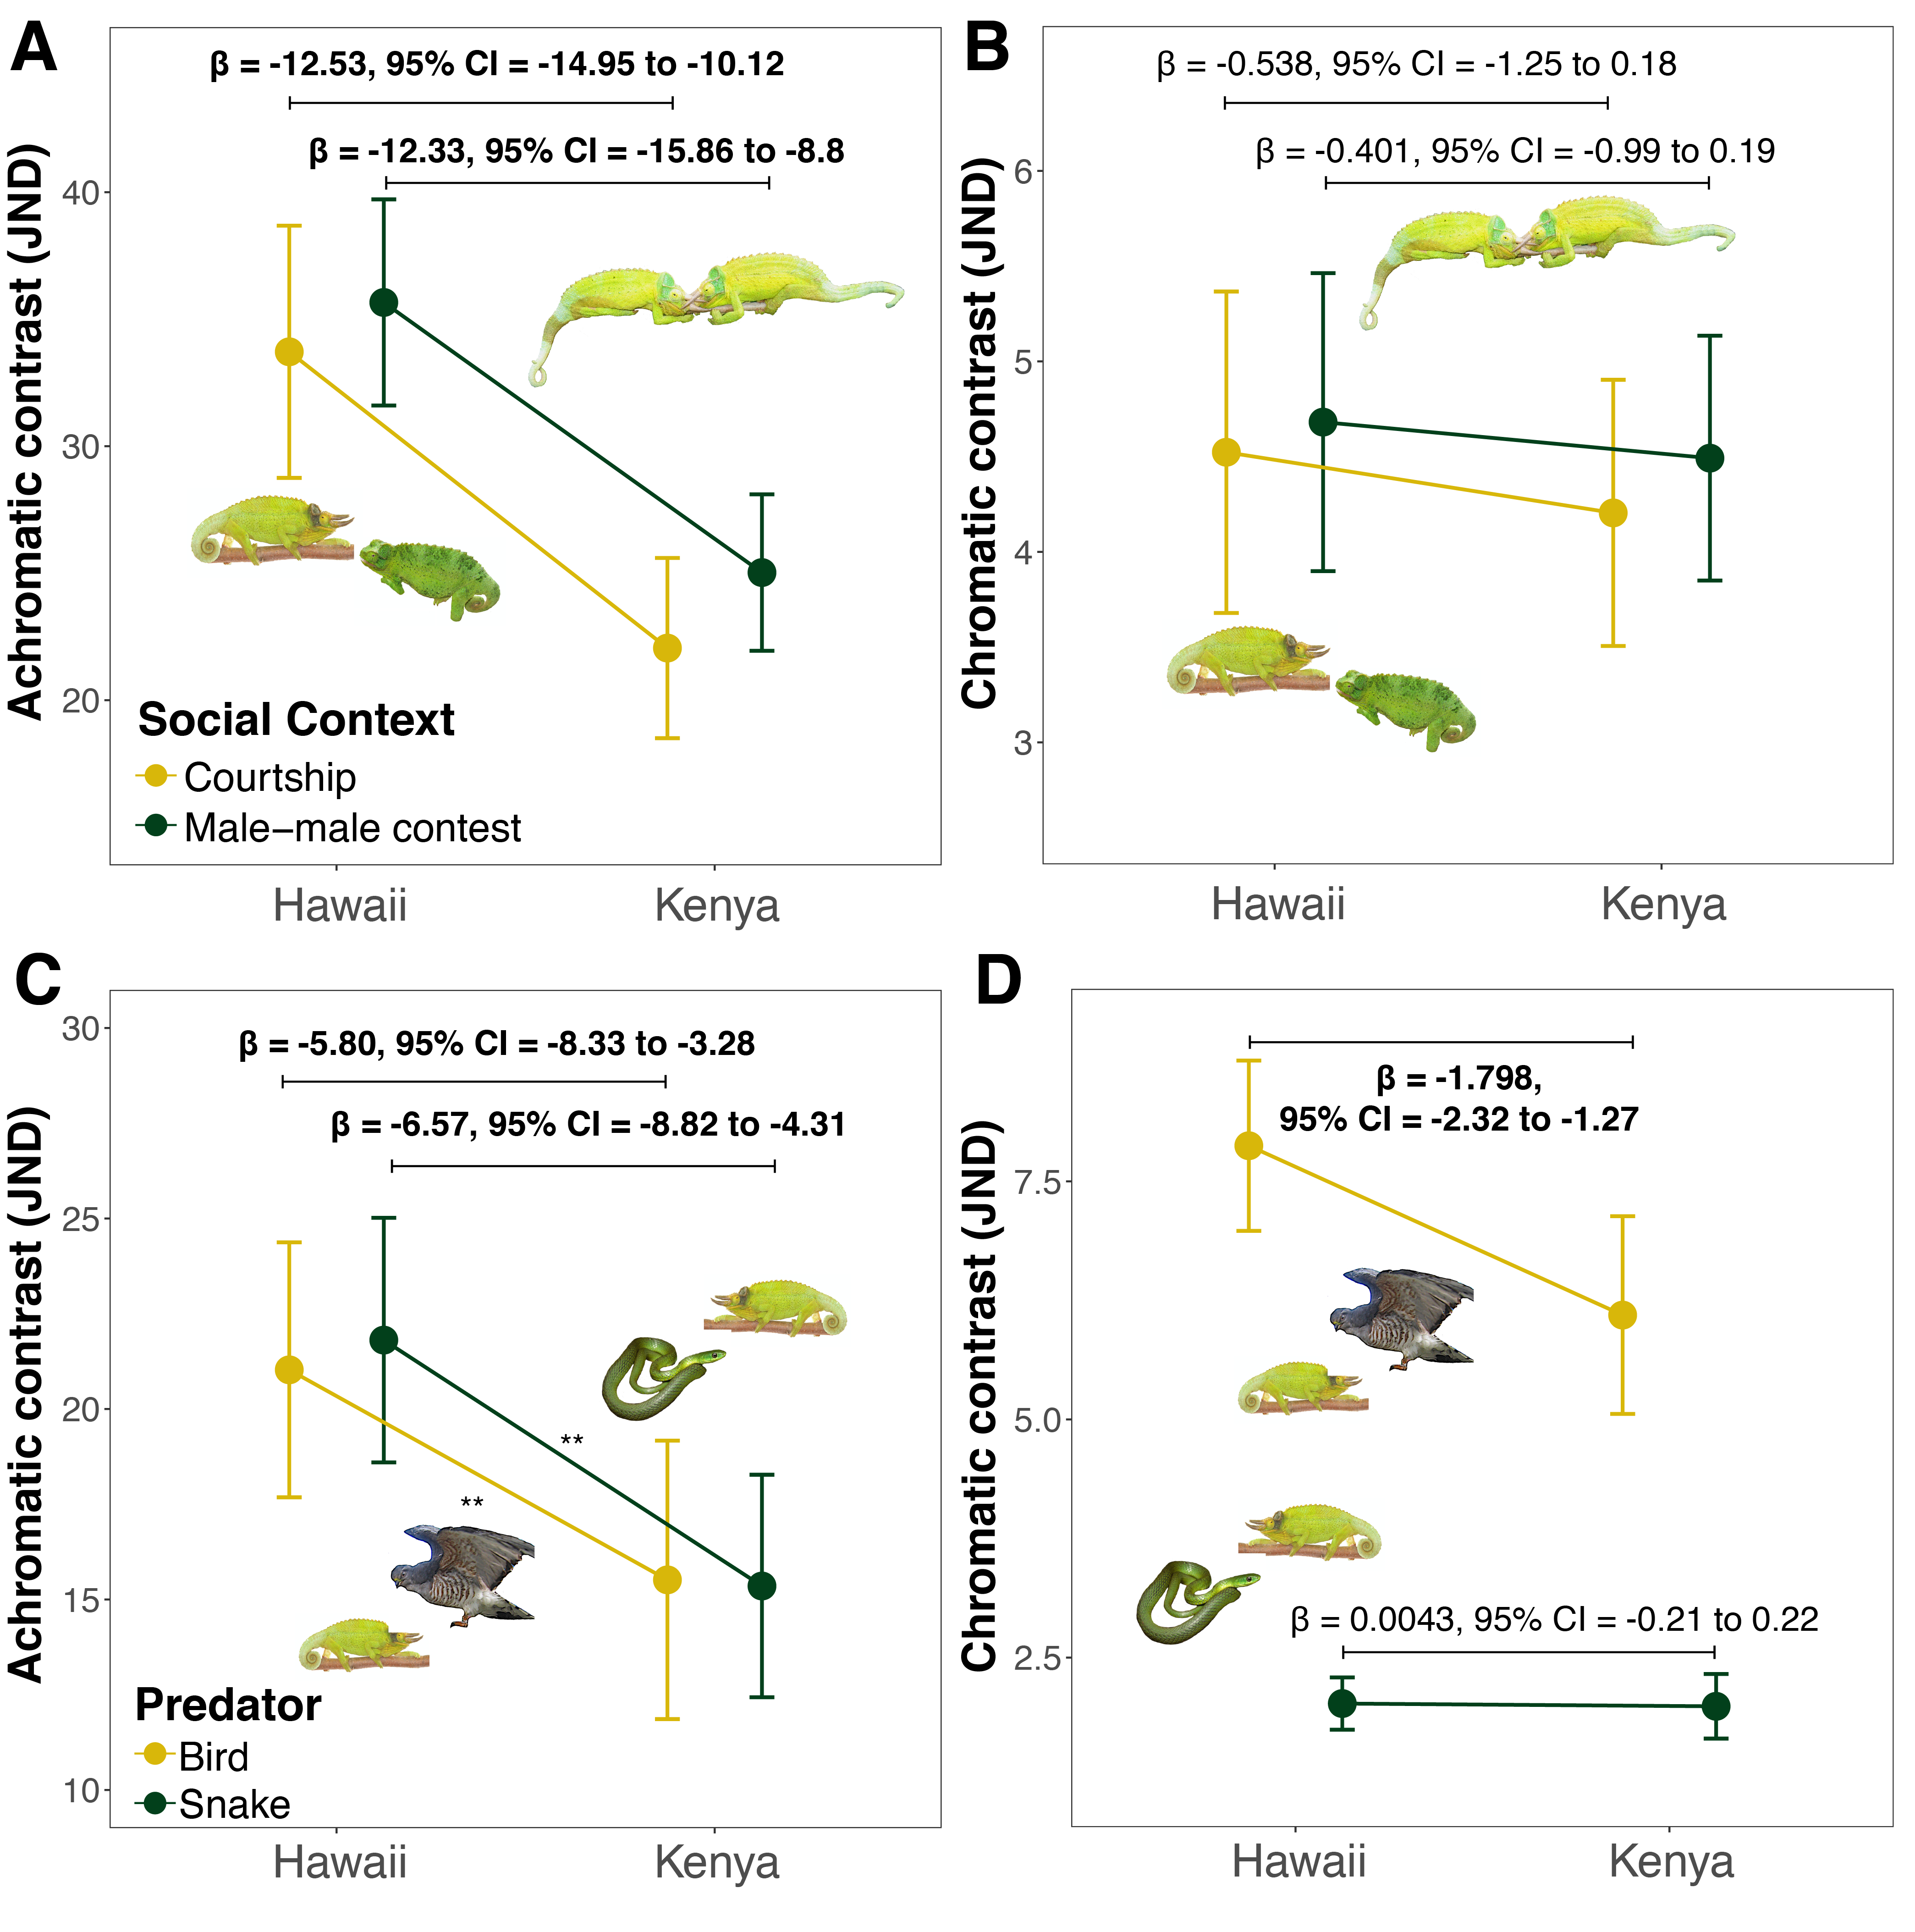 A
β = -12.53, 95% CI = -14.95 to -10.12
β = -12.33, 95% CI = -15.86 to -8.8
Achromatic contrast (JND)
40
30
20
Social Context
Courtship
Male−male contest
Hawaii
Kenya
B
β = -0.538, 95% CI = -1.25 to 0.18
β = -0.401, 95% CI = -0.99 to 0.19
Chromatic contrast (JND)
6
5
4
3
Hawaii
Kenya
C
β = -5.80, 95% CI = -8.33 to -3.28
β = -6.57, 95% CI = -8.82 to -4.31
Achromatic contrast (JND)
30
25
20
15
10
**
**
Predator
Bird
Snake
Hawaii
Kenya
D
β = -1.798,
95% CI = -2.32 to -1.27
Chromatic contrast (JND)
7.5
5.0
2.5
β = 0.0043, 95% CI = -0.21 to 0.22
Hawaii
Kenya